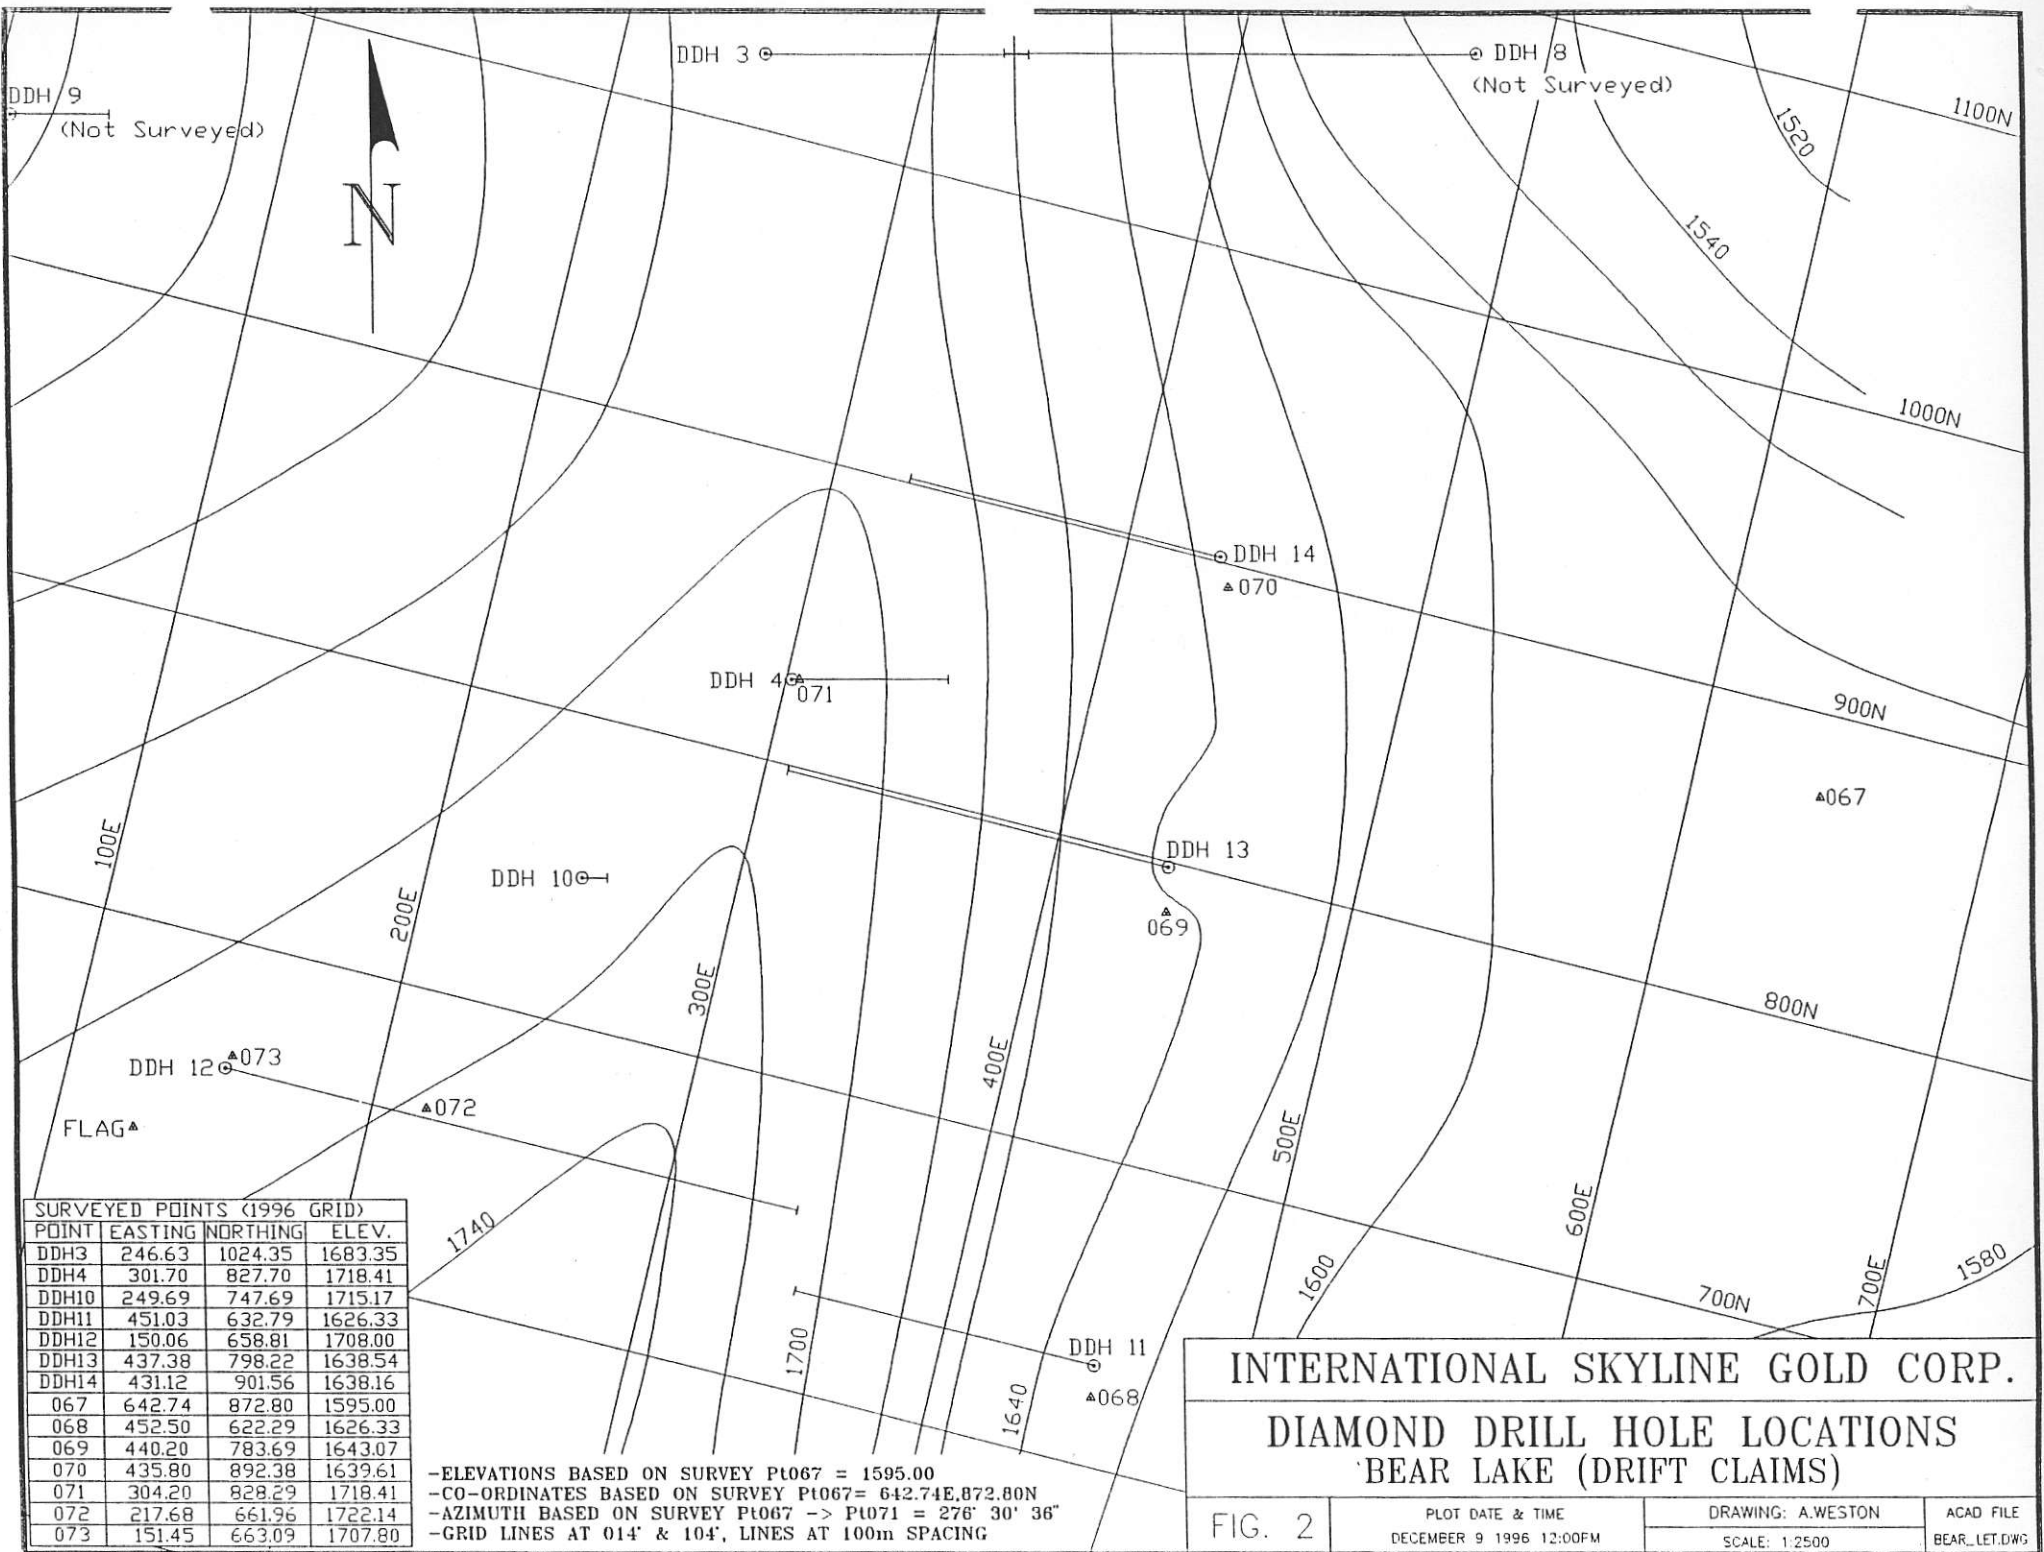 DDH 3
DDH 8
(Not Surveyed)
DDH 9
(Not Surveyed)
1100N
1520
N
1540
1000N
DDH 14
070
DDH 4
071
900N
067
100E
DDH 13
DDH 10
200E
069
300E
800N
DDH 12
073
400E
072
FLAG
500E
600E
1740
1600
1580
700E
700N
1700
DDH 11
1640
068
SURVEYED POINTS (1996 GRID)
POINT EASTING NORTHING ELEV.
DDH3 246.63 1024.35 1683.35
DDH4 301.70 827.70 1718.41
DDH10 249.69 747.69 1715.17
DDH11 451.03 632.79 1626.33
DDH12 150.06 658.81 1708.00
DDH13 437.38 798.22 1638.54
DDH14 431.12 901.56 1638.16
067 642.74 872.80 1595.00
068 452.50 622.29 1626.33
069 440.20 783.69 1643.07
070 435.80 892.38 1639.61
071 304.20 828.29 1718.41
072 217.68 661.96 1722.14
073 151.45 663.09 1707.80
-ELEVATIONS BASED ON SURVEY Pt067 = 1595.00
-CO-ORDINATES BASED ON SURVEY Pt067= 642.74E,872.80N
-AZIMUTH BASED ON SURVEY Pt067 -> Pt071 = 276° 30' 36"
-GRID LINES AT 014° & 104°, LINES AT 100m SPACING
INTERNATIONAL SKYLINE GOLD CORP.
DIAMOND DRILL HOLE LOCATIONS
BEAR LAKE (DRIFT CLAIMS)
FIG. 2
PLOT DATE & TIME
DECEMBER 9 1996 12:00PM
DRAWING: A.WESTON
SCALE: 1:2500
ACAD FILE
BEAR_LET.DWG